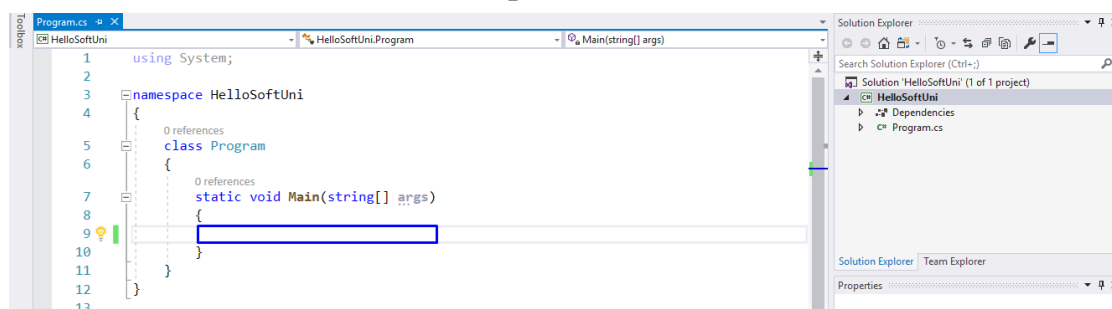 Toolbox
Program.cs
HelloSoftUni
HelloSoftUni.Program
Main(string[] args)
1 using System;
2
3 namespace HelloSoftUni
4 {
0 references
5 class Program
6 {
0 references
7 static void Main(string[] args)
8 {
9
10 }
11 }
12 }
13
Solution Explorer
Search Solution Explorer (Ctrl+;)
Solution 'HelloSoftUni' (1 of 1 project)
C# HelloSoftUni
Dependencies
C# Program.cs
Solution Explorer Team Explorer
Properties